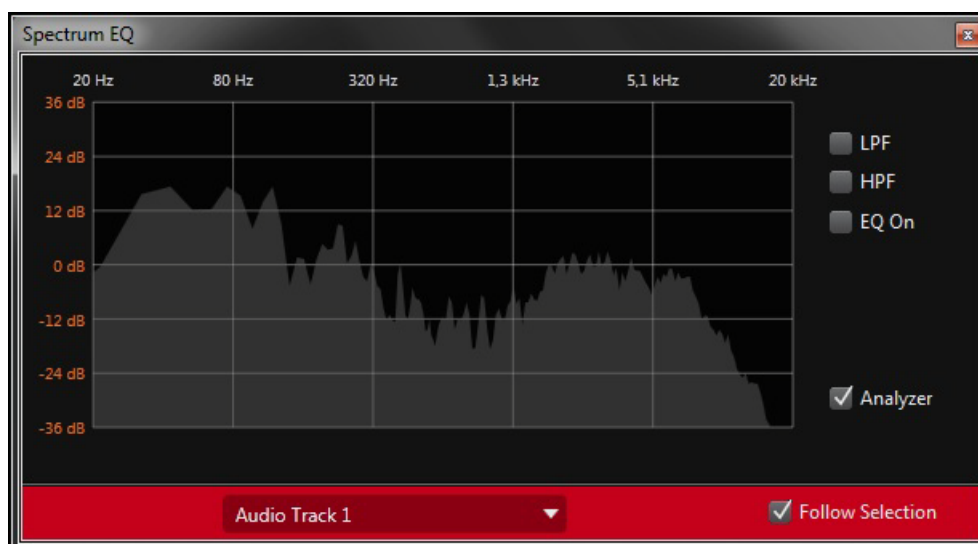 Spectrum EQ
20 Hz 80 Hz 320 Hz 1,3 kHz 5,1 kHz 20 kHz
36 dB
24 dB
12 dB
0 dB
-12 dB
-24 dB
-36 dB
LPF
HPF
EQ On
Analyzer
Audio Track 1
Follow Selection